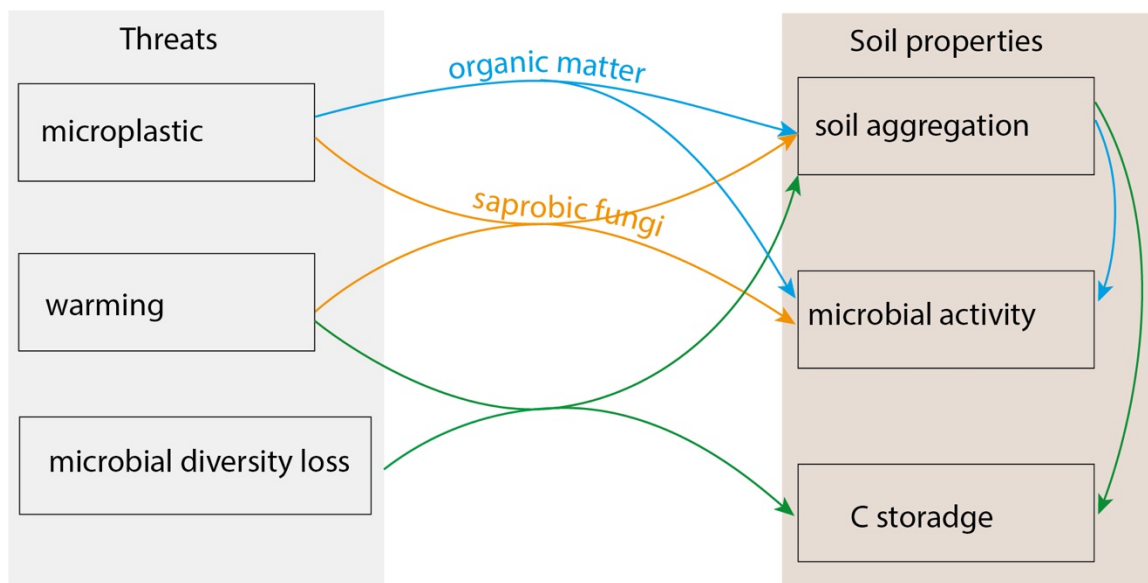 Threats
microplastic
warming
microbial diversity loss
organic matter
saprobic fungi
Soil properties
soil aggregation
microbial activity
C storadge